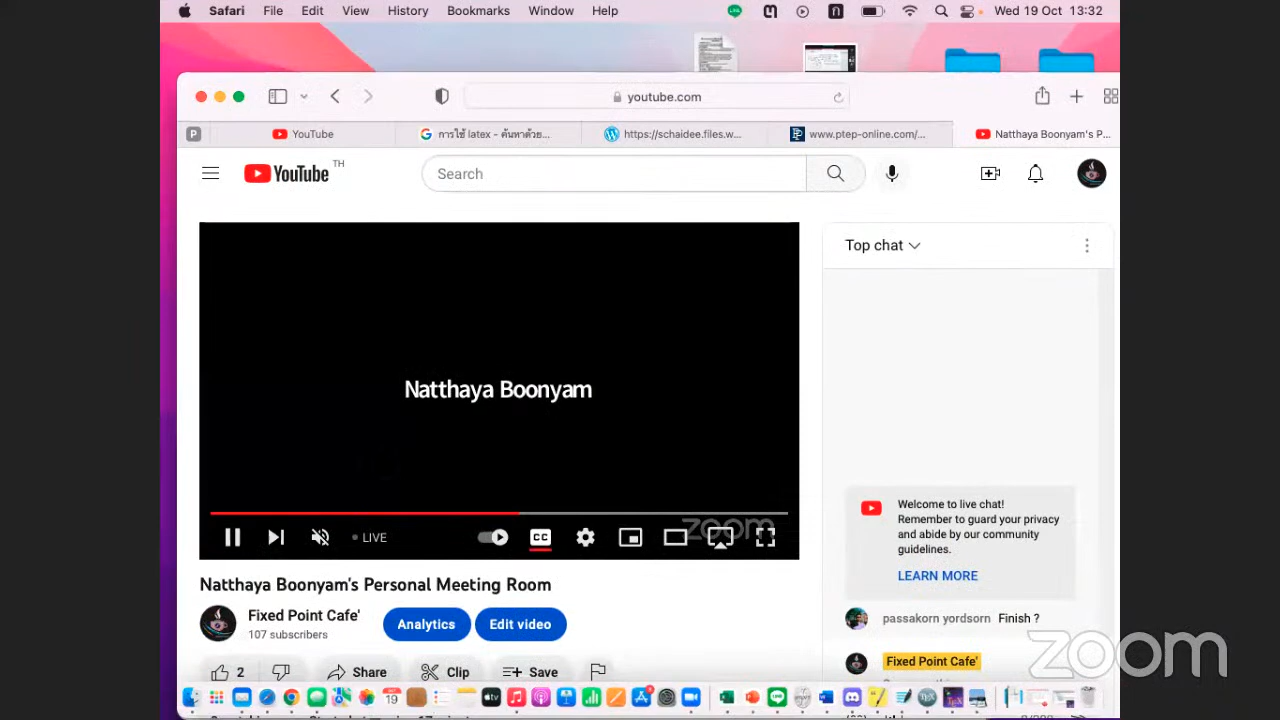 Safari File Edit View History Bookmarks Window Help Wed 19 Oct 13:32
youtube.com
P YouTube การใช้ latex - ค้นหาด้วย... https://schaidee.files.w... www.ptep-online.com/... Natthaya Boonyam's P...
YouTube TH Search
Top chat
Natthaya Boonyam
zoom
LIVE CC
Natthaya Boonyam's Personal Meeting Room
Fixed Point Cafe'
107 subscribers
Analytics Edit video
2 Share Clip Save
Welcome to live chat!
Remember to guard your privacy
and abide by our community
guidelines.
LEARN MORE
passakorn yordsorn Finish ?
Fixed Point Cafe'
zoom